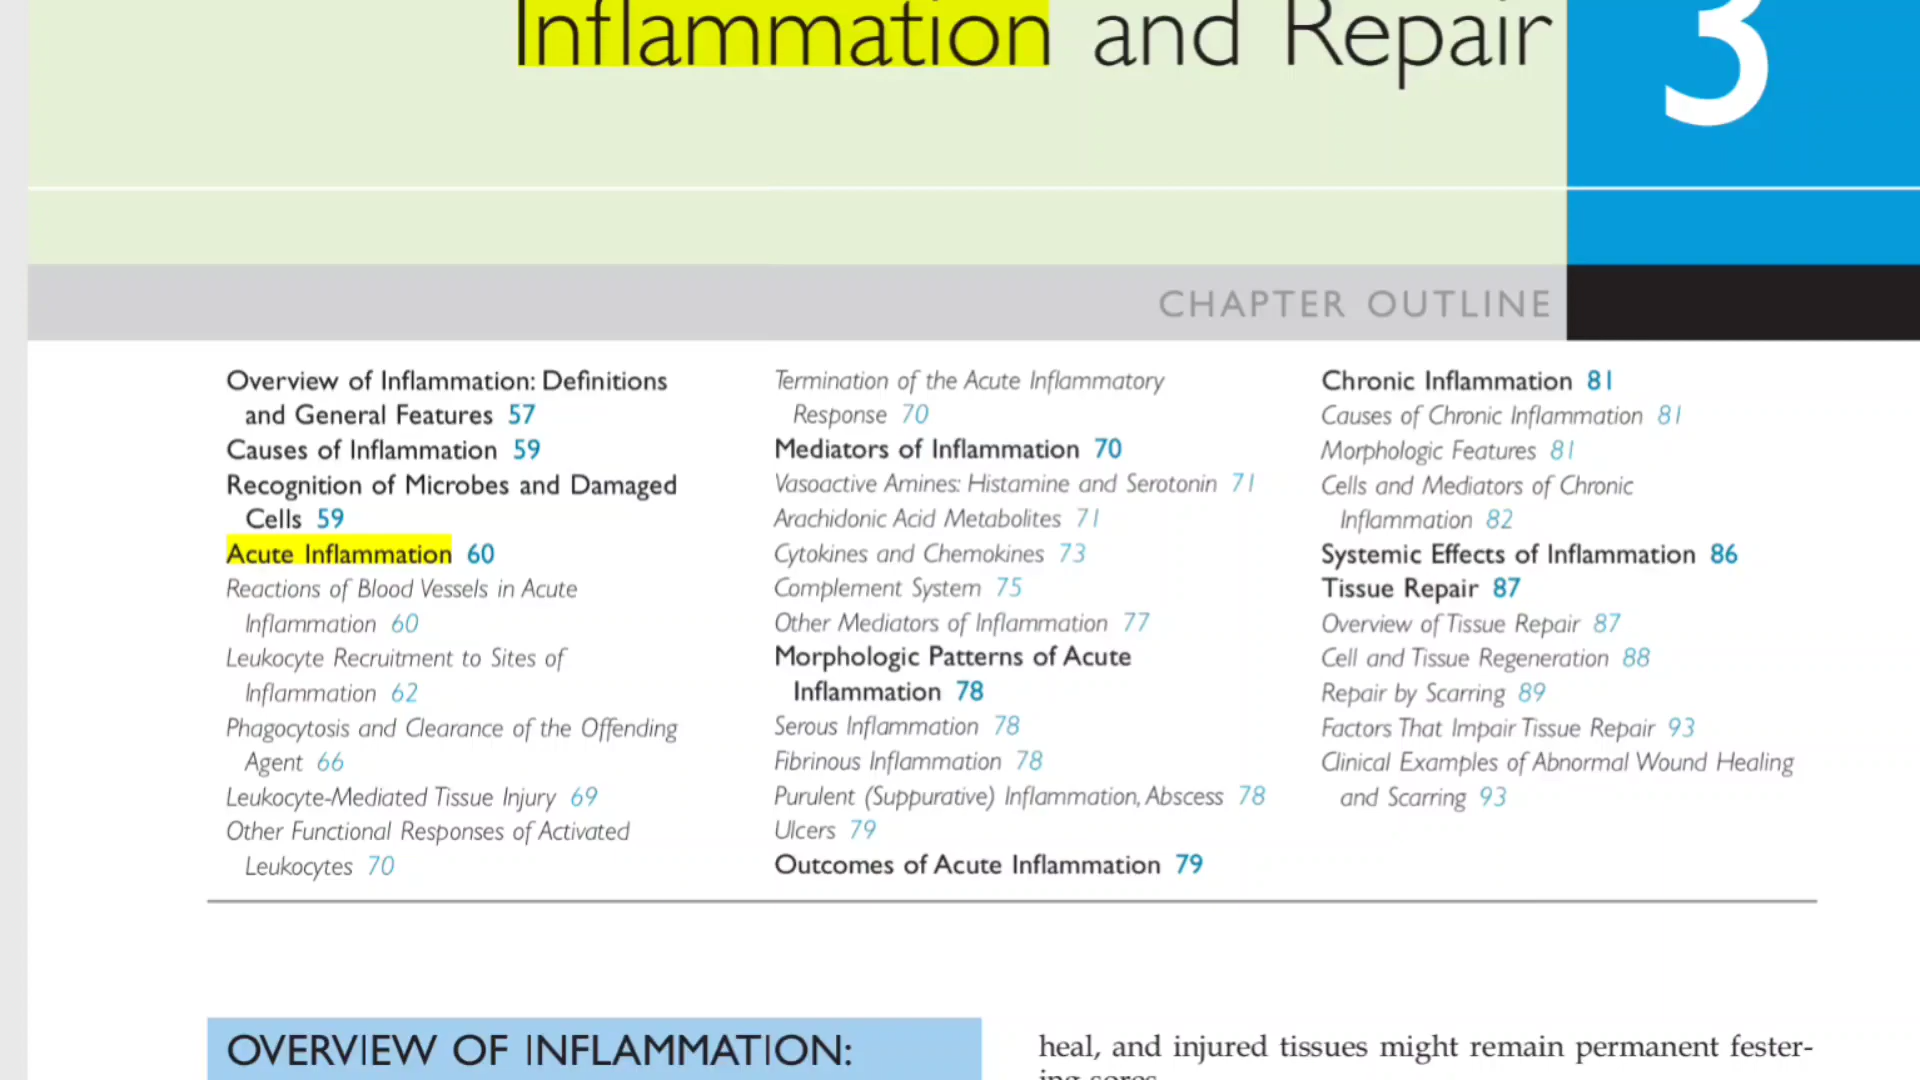 Inflammation and Repair
3
CHAPTER OUTLINE
Overview of Inflammation: Definitions
and General Features 57
Causes of Inflammation 59
Recognition of Microbes and Damaged
Cells 59
Acute Inflammation 60
Reactions of Blood Vessels in Acute
Inflammation 60
Leukocyte Recruitment to Sites of
Inflammation 62
Phagocytosis and Clearance of the Offending
Agent 66
Leukocyte-Mediated Tissue Injury 69
Other Functional Responses of Activated
Leukocytes 70
Termination of the Acute Inflammatory
Response 70
Mediators of Inflammation 70
Vasoactive Amines: Histamine and Serotonin 71
Arachidonic Acid Metabolites 71
Cytokines and Chemokines 73
Complement System 75
Other Mediators of Inflammation 77
Morphologic Patterns of Acute
Inflammation 78
Serous Inflammation 78
Fibrinous Inflammation 78
Purulent (Suppurative) Inflammation, Abscess 78
Ulcers 79
Outcomes of Acute Inflammation 79
Chronic Inflammation 81
Causes of Chronic Inflammation 81
Morphologic Features 81
Cells and Mediators of Chronic
Inflammation 82
Systemic Effects of Inflammation 86
Tissue Repair 87
Overview of Tissue Repair 87
Cell and Tissue Regeneration 88
Repair by Scarring 89
Factors That Impair Tissue Repair 93
Clinical Examples of Abnormal Wound Healing
and Scarring 93
OVERVIEW OF INFLAMMATION:
heal, and injured tissues might remain permanent fester-
ing sores